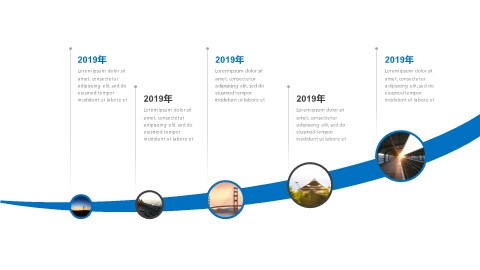 2019年
Lorem ipsum dolor sit
amet, consectetur
adipiscing elit, sed do
eiusmod tempor
incididunt ut labore et
2019年
Lorem ipsum dolor sit
amet, consectetur
adipiscing elit, sed do
eiusmod tempor
incididunt ut labore et
2019年
Lorem ipsum dolor sit
amet, consectetur
adipiscing elit, sed do
eiusmod tempor
incididunt ut labore et
2019年
Lorem ipsum dolor sit
amet, consectetur
adipiscing elit, sed do
eiusmod tempor
incididunt ut labore et
2019年
Lorem ipsum dolor sit
amet, consectetur
adipiscing elit, sed do
eiusmod tempor
incididunt ut labore et